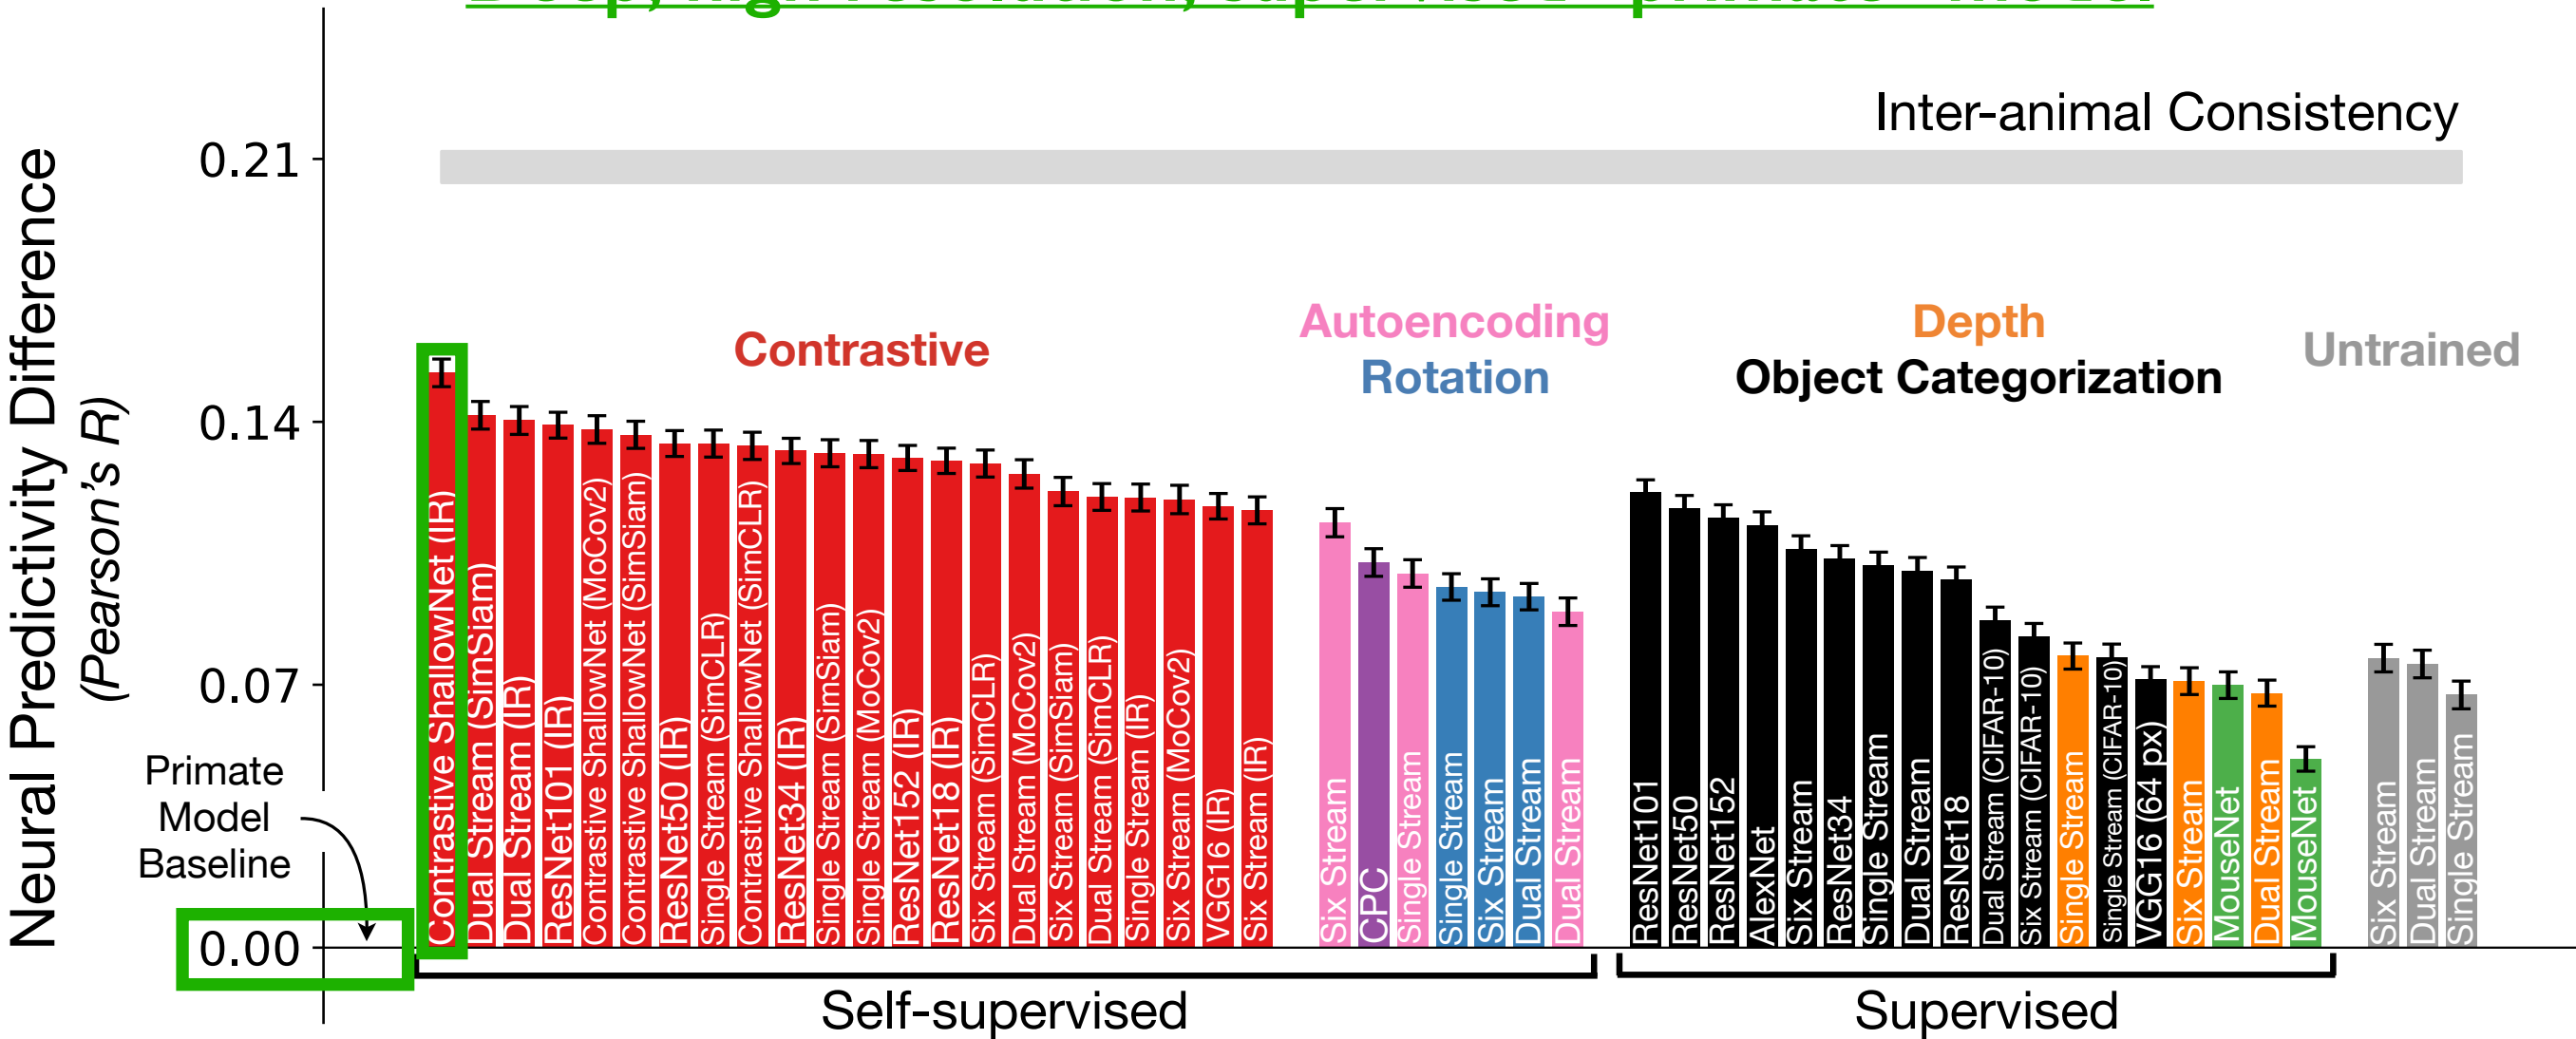 Deep, high-resolution, supervised "primate" model
Inter-animal Consistency
Neural Predictivity Difference
(Pearson's R)
0.21
0.14
0.07
0.00
Primate
Model
Baseline
Contrastive
Autoencoding
Rotation
Depth
Object Categorization
Untrained
Contrastive ShallowNet (IR)
Dual Stream (SimSiam)
Dual Stream (IR)
ResNet101 (IR)
Contrastive ShallowNet (MoCov2)
Contrastive ShallowNet (SimSiam)
ResNet50 (IR)
Single Stream (SimCLR)
Contrastive ShallowNet (SimCLR)
ResNet34 (IR)
Single Stream (SimSiam)
Single Stream (MoCov2)
ResNet152 (IR)
ResNet18 (IR)
Six Stream (SimCLR)
Dual Stream (MoCov2)
Six Stream (SimSiam)
Dual Stream (SimCLR)
Single Stream (IR)
Six Stream (MoCov2)
VGG16 (IR)
Six Stream (IR)
Six Stream
CPC
Single Stream
Single Stream
Six Stream
Dual Stream
Dual Stream
ResNet101
ResNet50
ResNet152
AlexNet
Six Stream
ResNet34
Single Stream
Dual Stream
ResNet18
Dual Stream (CIFAR-10)
Six Stream (CIFAR-10)
Single Stream
Single Stream (CIFAR-10)
VGG16 (64 px)
Six Stream
MouseNet
Dual Stream
MouseNet
Six Stream
Dual Stream
Single Stream
Self-supervised
Supervised